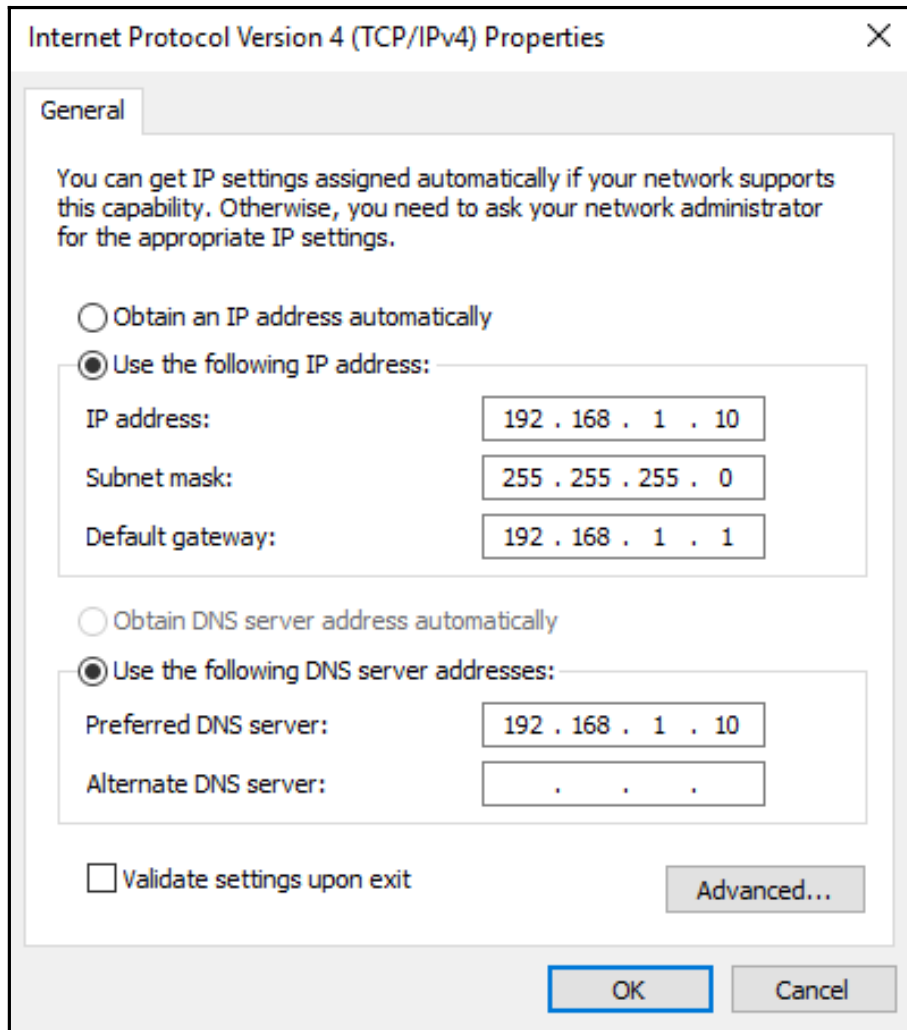 Internet Protocol Version 4 (TCP/IPv4) Properties
General
You can get IP settings assigned automatically if your network supports
this capability. Otherwise, you need to ask your network administrator
for the appropriate IP settings.
Obtain an IP address automatically
Use the following IP address:
IP address: 192 . 168 . 1 . 10
Subnet mask: 255 . 255 . 255 . 0
Default gateway: 192 . 168 . 1 . 1
Obtain DNS server address automatically
Use the following DNS server addresses:
Preferred DNS server: 192 . 168 . 1 . 10
Alternate DNS server: . . .
Validate settings upon exit
Advanced...
OK Cancel